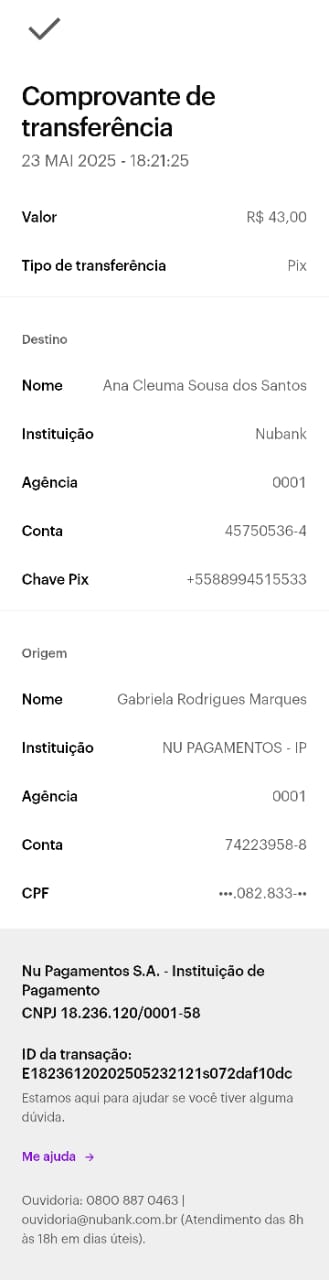 Comprovante de
transferência
23 MAI 2025 - 18:21:25
Valor R$ 43,00
Tipo de transferência Pix
Destino
Nome Ana Cleuma Sousa dos Santos
Instituição Nubank
Agência 0001
Conta 45750536-4
Chave Pix +5588994515533
Origem
Nome Gabriela Rodrigues Marques
Instituição NU PAGAMENTOS - IP
Agência 0001
Conta 74223958-8
CPF •••.082.833-••
Nu Pagamentos S.A. - Instituição de
Pagamento
CNPJ 18.236.120/0001-58
ID da transação:
E18236120202505232121s072daf10dc
Estamos aqui para ajudar se você tiver alguma
dúvida.
Me ajuda →
Ouvidoria: 0800 887 0463 |
ouvidoria@nubank.com.br (Atendimento das 8h
às 18h em dias úteis).